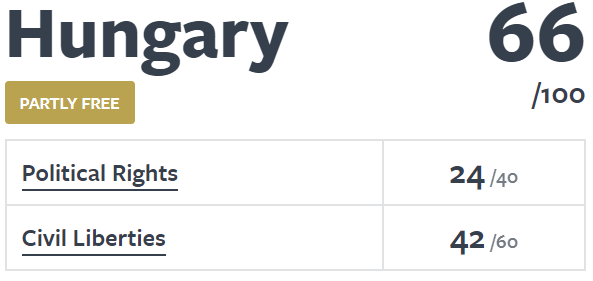 Hungary 66
/100
PARTLY FREE
Political Rights 24 /40
Civil Liberties 42 /60